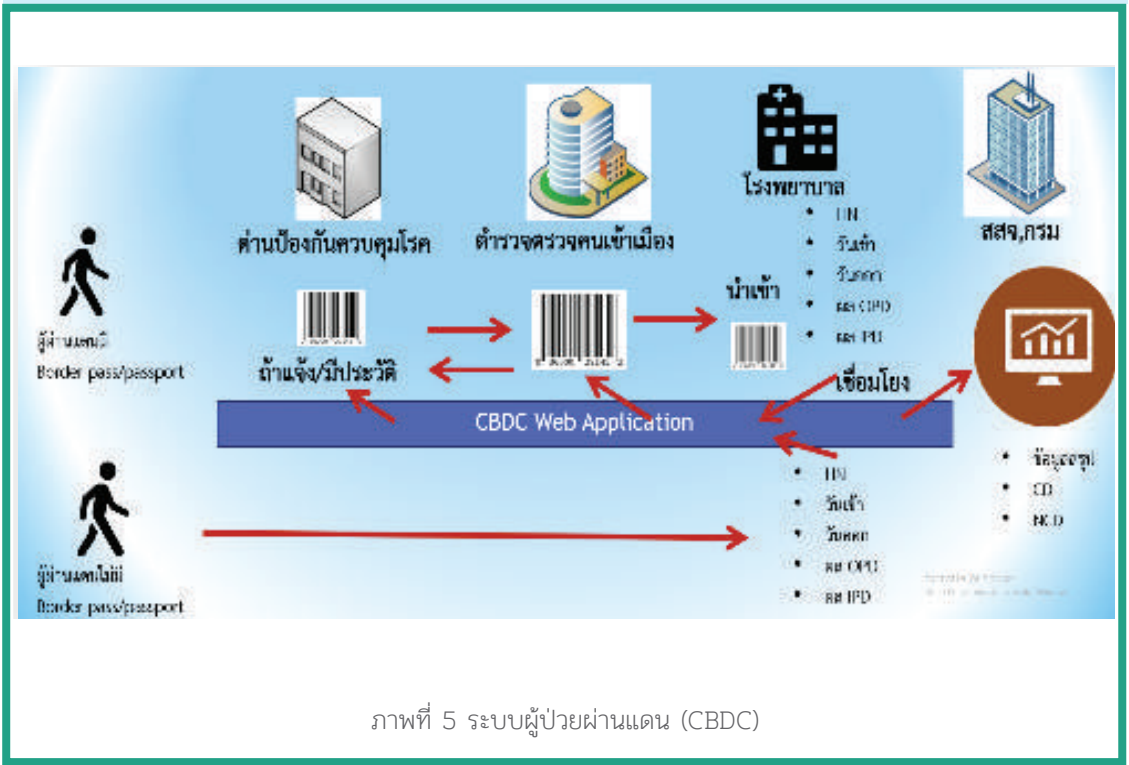 โรงพยาบาล
• HN
• วันเข้า
• วันออก
• ผล OPD
• ผล IPD
สสจ,กรม
ด่านป้องกันควบคุมโรค
ตำรวจตรวจคนเข้าเมือง
นำเข้า
ผู้ผ่านแดนมี
Border pass/passport
ถ้าแจ้ง/มีประวัติ
เชื่อมโยง
CBDC Web Application
• HN
• วันเข้า
• วันออก
• ผล OPD
• ผล IPD
• ข้อมูลสรุป
• CD
• NCD
ผู้ผ่านแดนไม่มี
Border pass/passport
ภาพที่ 5 ระบบผู้ป่วยผ่านแดน (CBDC)